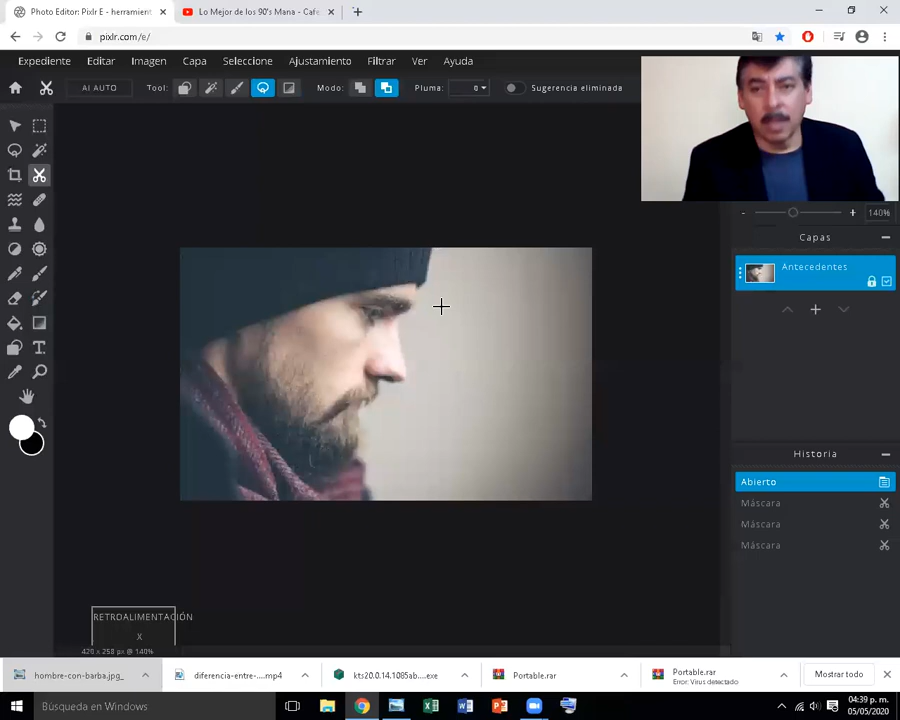 Photo Editor: Pixlr E - herramient
Lo Mejor de los 90's Mana - Cafe
pixlr.com/e/
Expediente Editar Imagen Capa Seleccione Ajustamiento Filtrar Ver Ayuda
AI AUTO Tool: Modo: Pluma: 0 Sugerencia eliminada
- + 140%
Capas
Antecedentes
Historia
Abierto
Máscara
Máscara
Máscara
RETROALIMENTACIÓN
X
420 x 258 px @ 140%
hombre-con-barba.jpg_ diferencia-entre-....mp4 kts20.0.14.1085ab....exe Portable.rar Portable.rar Mostrar todo
Error: Virus detectado
Búsqueda en Windows
04:39 p. m.
05/05/2020